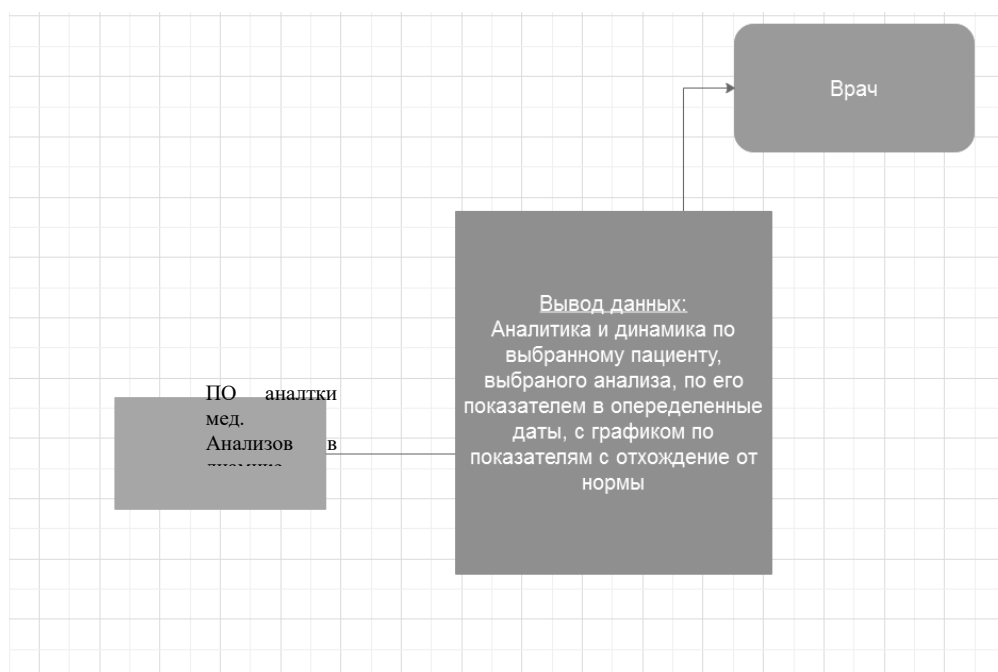 Врач
Вывод данных:
Аналитика и динамика по
выбранному пациенту,
выбраного анализа, по его
показателем в опеределенные
даты, с графиком по
показателям с отхождение от
нормы
ПО аналтки
мед.
Анализов в